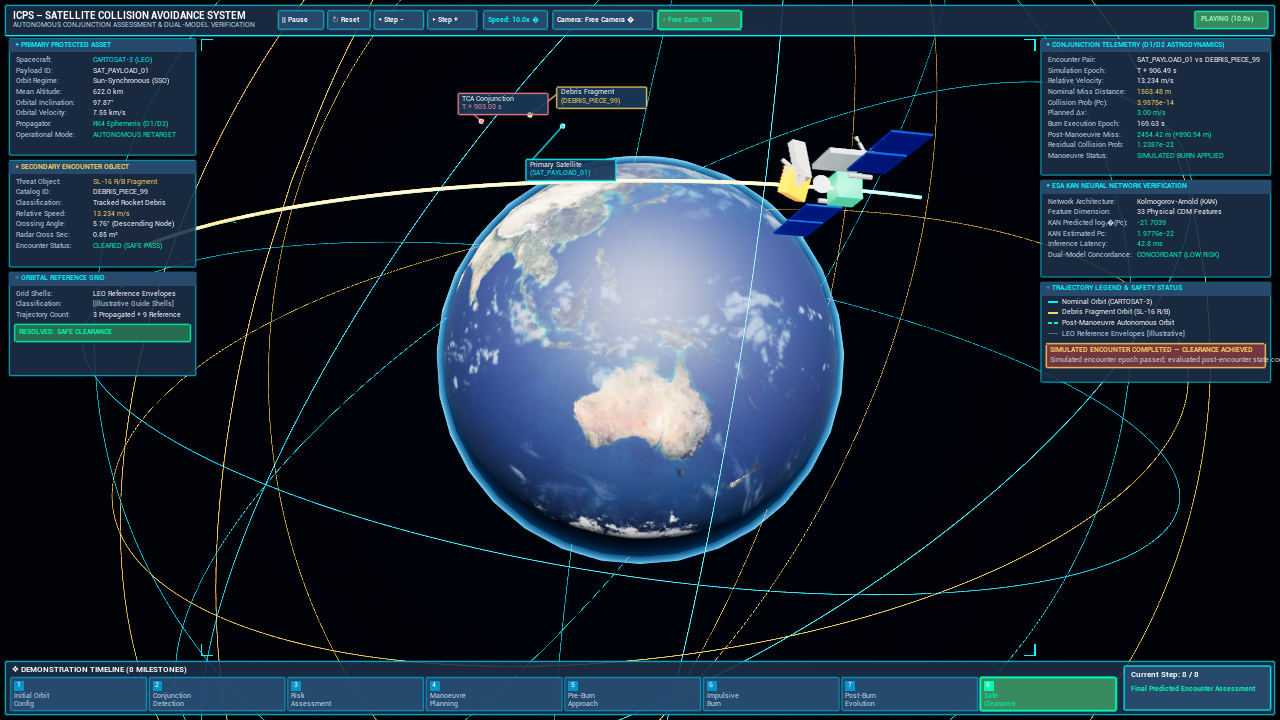 ICPS – SATELLITE COLLISION AVOIDANCE SYSTEM
AUTONOMOUS CONJUNCTION ASSESSMENT & DUAL-MODEL VERIFICATION
|| Pause
↻ Reset
Step –
Step +
Speed: 10.0x �
Camera: Free Camera �
Free Cam: ON
PLAYING (10.0x)
• PRIMARY PROTECTED ASSET
Spacecraft: CARTOSAT-3 (LEO)
Payload ID: SAT_PAYLOAD_01
Orbit Regime: Sun-Synchronous (SSO)
Mean Altitude: 622.0 km
Orbital Inclination: 97.87°
Orbital Velocity: 7.55 km/s
Propagator: RK4 Ephemeris (D1/D2)
Operational Mode: AUTONOMOUS RETARGET
• SECONDARY ENCOUNTER OBJECT
Threat Object: SL-16 R/B Fragment
Catalog ID: DEBRIS_PIECE_99
Classification: Tracked Rocket Debris
Relative Speed: 13.234 m/s
Crossing Angle: 5.76° (Descending Node)
Radar Cross Sec: 0.85 m²
Encounter Status: CLEARED (SAFE PASS)
ORBITAL REFERENCE GRID
Grid Shells: LEO Reference Envelopes
Classification: [Illustrative Guide Shells]
Trajectory Count: 3 Propagated + 9 Reference
RESOLVED: SAFE CLEARANCE
TCA Conjunction
T + 903.03 s
Debris Fragment
(DEBRIS_PIECE_99)
Primary Satellite
(SAT_PAYLOAD_01)
• CONJUNCTION TELEMETRY (D1/D2 ASTRODYNAMICS)
Encounter Pair: SAT_PAYLOAD_01 vs DEBRIS_PIECE_99
Simulation Epoch: T + 906.49 s
Relative Velocity: 13.234 m/s
Nominal Miss Distance: 1563.48 m
Collision Prob (Pc): 3.9575e-14
Planned Δv: 3.00 m/s
Burn Execution Epoch: 169.63 s
Post-Manoeuvre Miss: 2454.42 m (+890.94 m)
Residual Collision Prob: 1.2387e-22
Manoeuvre Status: SIMULATED BURN APPLIED
ESA KAN NEURAL NETWORK VERIFICATION
Network Architecture: Kolmogorov-Arnold (KAN)
Feature Dimension: 33 Physical CDM Features
KAN Predicted log₁�(Pc): -21.7039
KAN Estimated Pc: 1.9776e-22
Inference Latency: 42.8 ms
Dual-Model Concordance: CONCORDANT (LOW RISK)
TRAJECTORY LEGEND & SAFETY STATUS
Nominal Orbit (CARTOSAT-3)
Debris Fragment Orbit (SL-16 R/B)
Post-Manoeuvre Autonomous Orbit
LEO Reference Envelopes [Illustrative]
SIMULATED ENCOUNTER COMPLETED — CLEARANCE ACHIEVED
Simulated encounter epoch passed; evaluated post-encounter state co
❖ DEMONSTRATION TIMELINE (8 MILESTONES)
1
Initial Orbit
Config
2
Conjunction
Detection
3
Risk
Assessment
4
Manoeuvre
Planning
5
Pre-Burn
Approach
6
Impulsive
Burn
7
Post-Burn
Evolution
8
Safe
Clearance
Current Step: 8 / 8
Final Predicted Encounter Assessment